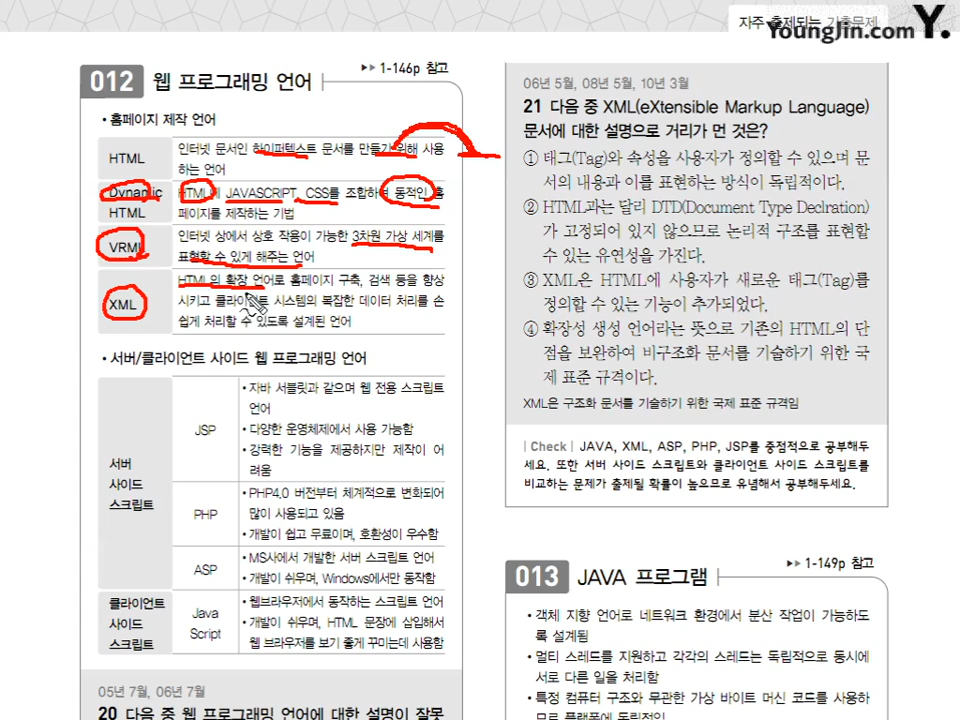 자주 출제되는 기출문제
YoungJin.com Y.
012 웹 프로그래밍 언어
▶▶ 1-146p 참고
• 홈페이지 제작 언어
HTML
인터넷 문서인 하이퍼텍스트 문서를 만들기 위해 사용
하는 언어
Dynamic
HTML
HTML과 JAVASCRIPT, CSS를 조합하여 동적인 홈
페이지를 제작하는 기법
VRML
인터넷 상에서 상호 작용이 가능한 3차원 가상 세계를
표현할 수 있게 해주는 언어
XML
HTML의 확장 언어로 홈페이지 구축, 검색 등을 향상
시키고 클라이언트 시스템의 복잡한 데이터 처리를 손
쉽게 처리할 수 있도록 설계된 언어
• 서버/클라이언트 사이드 웹 프로그래밍 언어
서버
사이드
스크립트
JSP
• 자바 서블릿과 같으며 웹 전용 스크립트
언어
• 다양한 운영체제에서 사용 가능함
• 강력한 기능을 제공하지만 제작이 어
려움
PHP
• PHP4.0 버전부터 체계적으로 변화되어
많이 사용되고 있음
• 개발이 쉽고 무료이며, 호환성이 우수함
ASP
• MS사에서 개발한 서버 스크립트 언어
• 개발이 쉬우며, Windows에서만 동작함
클라이언트
사이드
스크립트
Java
Script
• 웹브라우저에서 동작하는 스크립트 언어
• 개발이 쉬우며, HTML 문장에 삽입해서
웹 브라우저를 보기 좋게 꾸미는데 사용함
05년 7월, 06년 7월
20 다음 중 웹 프로그래밍 언어에 대한 설명이 잘못
06년 5월, 08년 5월, 10년 3월
21 다음 중 XML(eXtensible Markup Language)
문서에 대한 설명으로 거리가 먼 것은?
① 태그(Tag)와 속성을 사용자가 정의할 수 있으며 문
서의 내용과 이를 표현하는 방식이 독립적이다.
② HTML과는 달리 DTD(Document Type Declration)
가 고정되어 있지 않으므로 논리적 구조를 표현할
수 있는 유연성을 가진다.
③ XML은 HTML에 사용자가 새로운 태그(Tag)를
정의할 수 있는 기능이 추가되었다.
④ 확장성 생성 언어라는 뜻으로 기존의 HTML의 단
점을 보완하여 비구조화 문서를 기술하기 위한 국
제 표준 규격이다.
XML은 구조화 문서를 기술하기 위한 국제 표준 규격임
| Check | JAVA, XML, ASP, PHP, JSP를 중점적으로 공부해두
세요. 또한 서버 사이드 스크립트와 클라이언트 사이드 스크립트를
비교하는 문제가 출제될 확률이 높으므로 유념해서 공부해두세요.
013 JAVA 프로그램
▶▶ 1-149p 참고
• 객체 지향 언어로 네트워크 환경에서 분산 작업이 가능하도
록 설계됨
• 멀티 스레드를 지원하고 각각의 스레드는 독립적으로 동시에
서로 다른 일을 처리함
• 특정 컴퓨터 구조와 무관한 가상 바이트 머신 코드를 사용하
므로 플랫폼에 독립적임